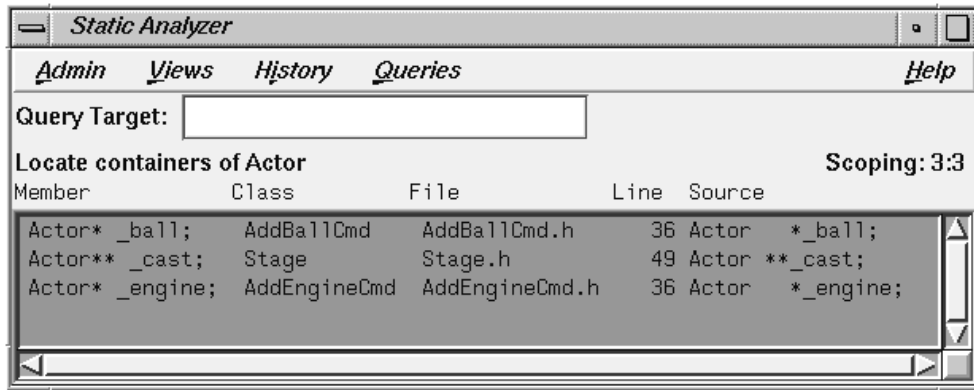 Static Analyzer
Admin Views History Queries Help
Query Target:
Locate containers of Actor Scoping: 3:3
Member Class File Line Source
Actor* _ball; AddBallCmd AddBallCmd.h 36 Actor *_ball;
Actor** _cast; Stage Stage.h 49 Actor **_cast;
Actor* _engine; AddEngineCmd AddEngineCmd.h 36 Actor *_engine;